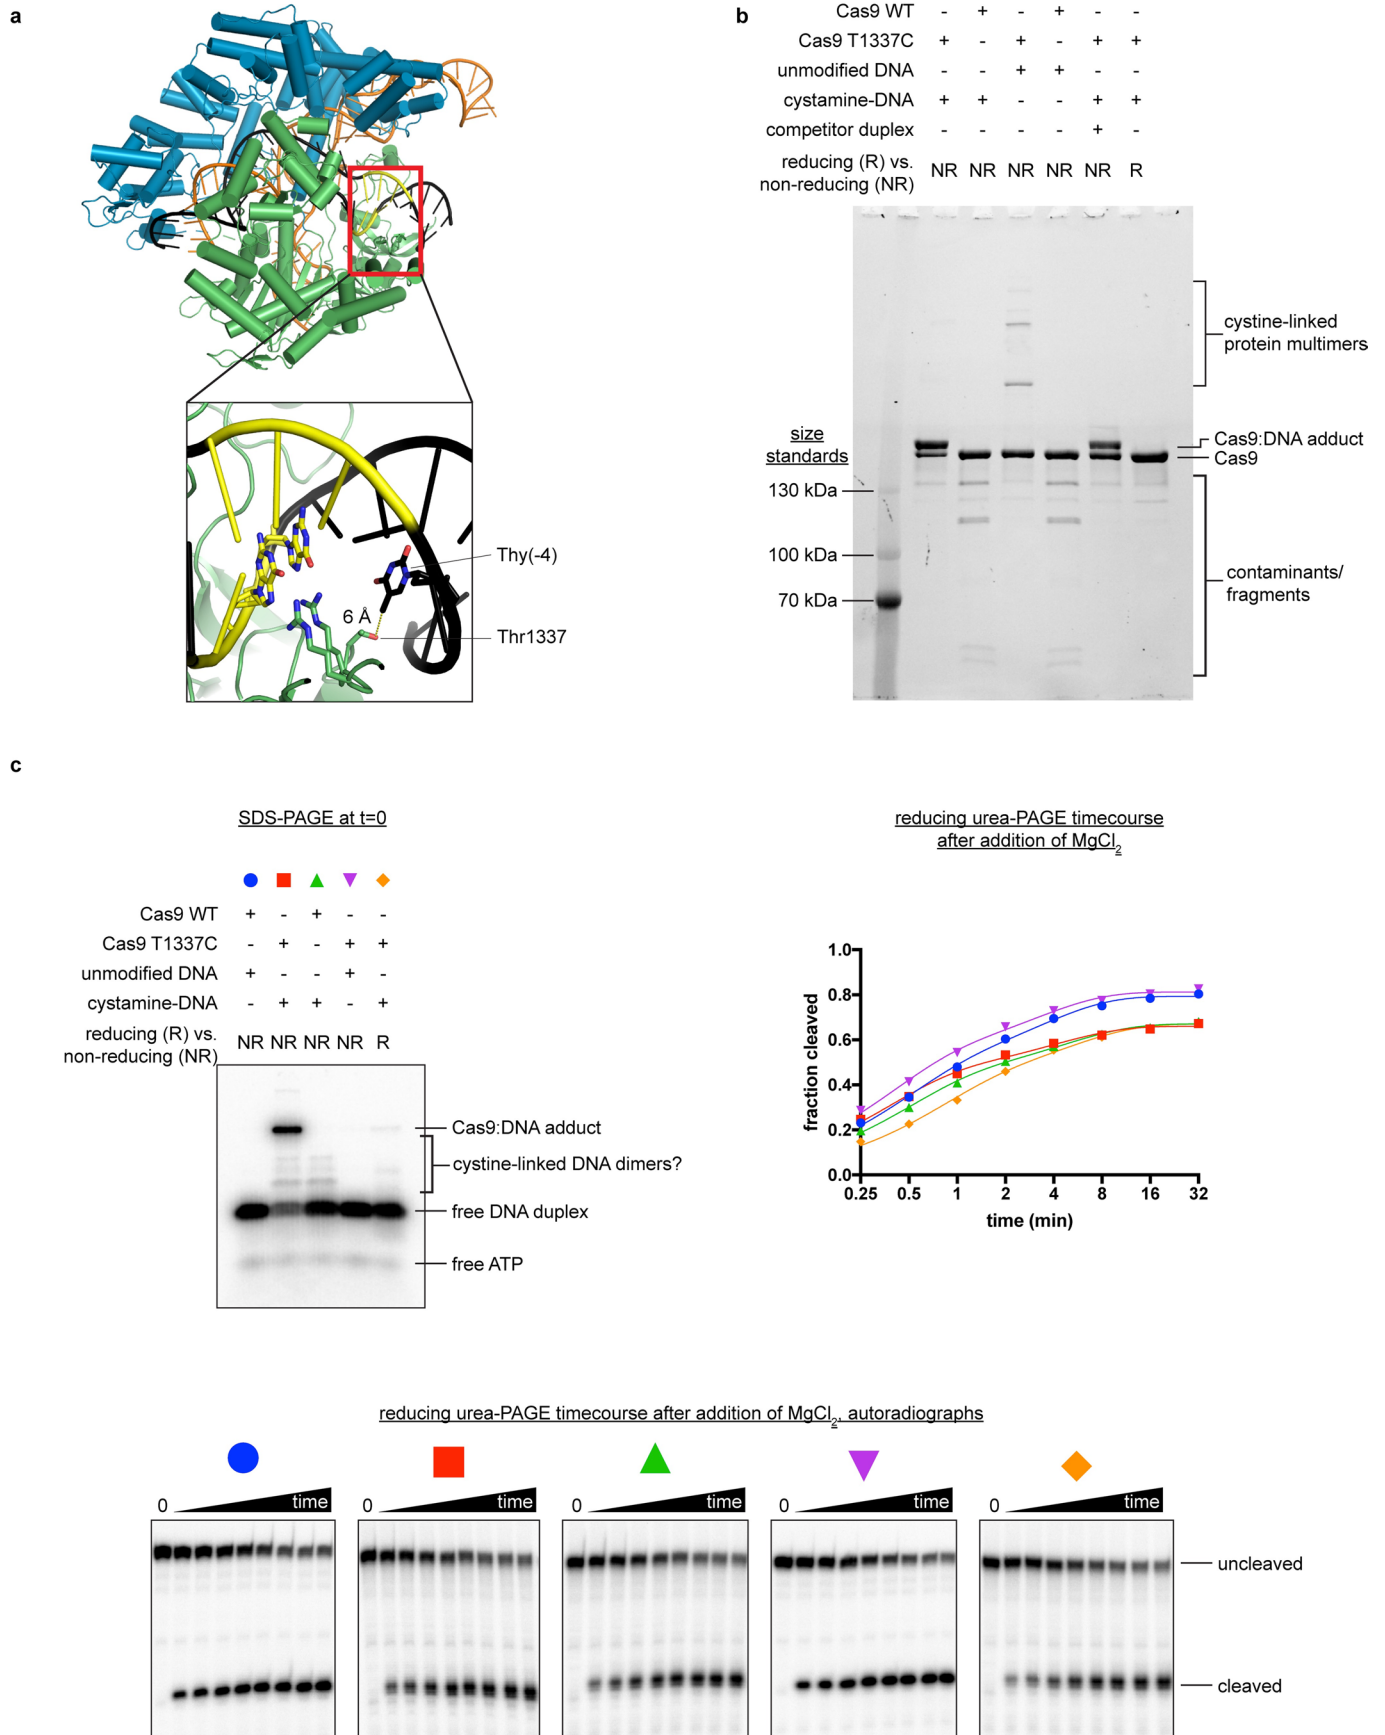 a
6 Å
Thy(-4)
Thr1337
b
Cas9 WT - + - + - -
Cas9 T1337C + - + - + +
unmodified DNA - - + + - -
cystamine-DNA + + - - + +
competitor duplex - - - - + -
reducing (R) vs.
non-reducing (NR) NR NR NR NR NR R
size
standards
130 kDa
100 kDa
70 kDa
cystine-linked
protein multimers
Cas9:DNA adduct
Cas9
contaminants/
fragments
c
SDS-PAGE at t=0
Cas9 WT + - + - -
Cas9 T1337C - + - + +
unmodified DNA + - - + -
cystamine-DNA - + + - +
reducing (R) vs.
non-reducing (NR) NR NR NR NR R
Cas9:DNA adduct
cystine-linked DNA dimers?
free DNA duplex
free ATP
reducing urea-PAGE timecourse
after addition of MgCl2
fraction cleaved
1.0
0.8
0.6
0.4
0.2
0.0
0.25 0.5 1 2 4 8 16 32
time (min)
reducing urea-PAGE timecourse after addition of MgCl2, autoradiographs
0 time 0 time 0 time 0 time 0 time
uncleaved
cleaved